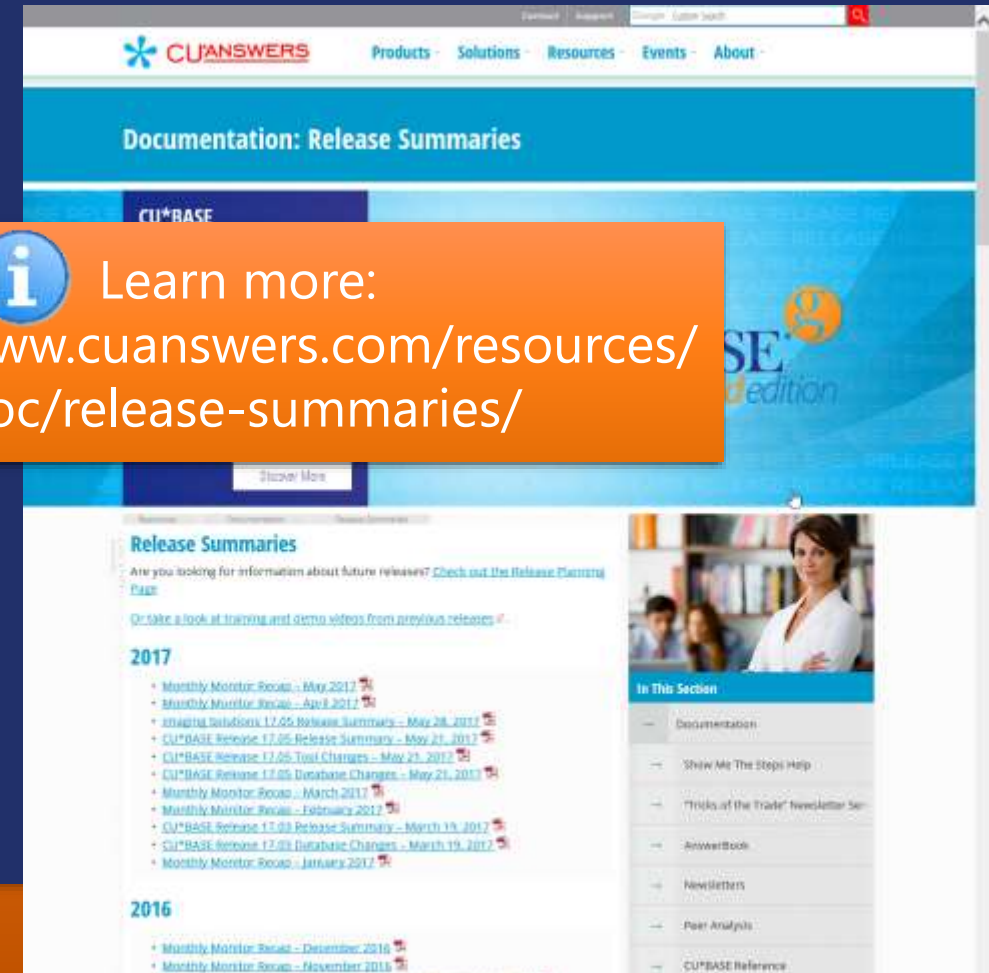 Contact Support Custom Search
CU*ANSWERS Products Solutions Resources Events About
Documentation: Release Summaries
CU*BASE
i Learn more:
ww.cuanswers.com/resources/
oc/release-summaries/
SE g
edition
Discover More
Resources Documentation Release Summaries
Release Summaries
Are you looking for information about future releases? Check out the Release Planning
Page
Or take a look at training and demo videos from previous releases
2017
• Monthly Monitor Recap – May 2017
• Monthly Monitor Recap – April 2017
• Imaging Solutions 17.05 Release Summary – May 28, 2017
• CU*BASE Release 17.05 Release Summary – May 21, 2017
• CU*BASE Release 17.05 Tool Changes – May 21, 2017
• CU*BASE Release 17.05 Database Changes – May 21, 2017
• Monthly Monitor Recap – March 2017
• Monthly Monitor Recap – February 2017
• CU*BASE Release 17.03 Release Summary – March 19, 2017
• CU*BASE Release 17.03 Database Changes – March 19, 2017
• Monthly Monitor Recap – January 2017
2016
• Monthly Monitor Recap – December 2016
• Monthly Monitor Recap – November 2016
In This Section
Documentation
Show Me The Steps Help
"Tricks of the Trade" Newsletter Ser
AnswerBook
Newsletters
Peer Analysis
CU*BASE Reference